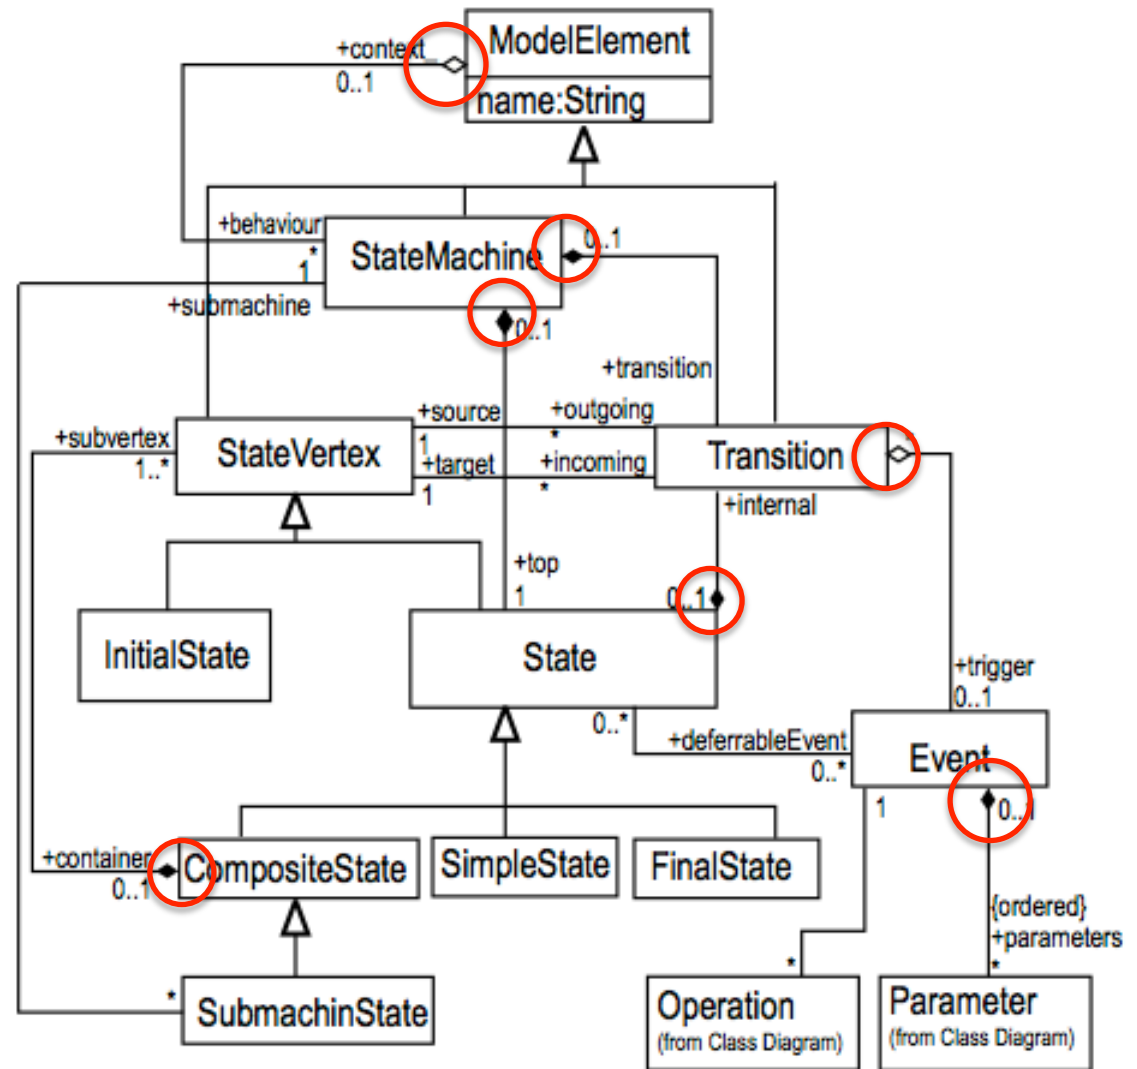 ModelElement
+context
0..1
name:String
+behaviour
*
StateMachine
0..1
1
+submachine
0..1
+transition
+source
+outgoing
+subvertex
1
*
*
1..*
StateVertex
+target
+incoming
Transition
1
*
+internal
+top
1
0..1
InitialState
State
+trigger
0..1
0..*
+deferrableEvent
0..*
Event
1
0..1
+container
0..1
CompositeState
SimpleState
FinalState
{ordered}
+parameters
*
*
*
SubmachinState
Operation
(from Class Diagram)
Parameter
(from Class Diagram)